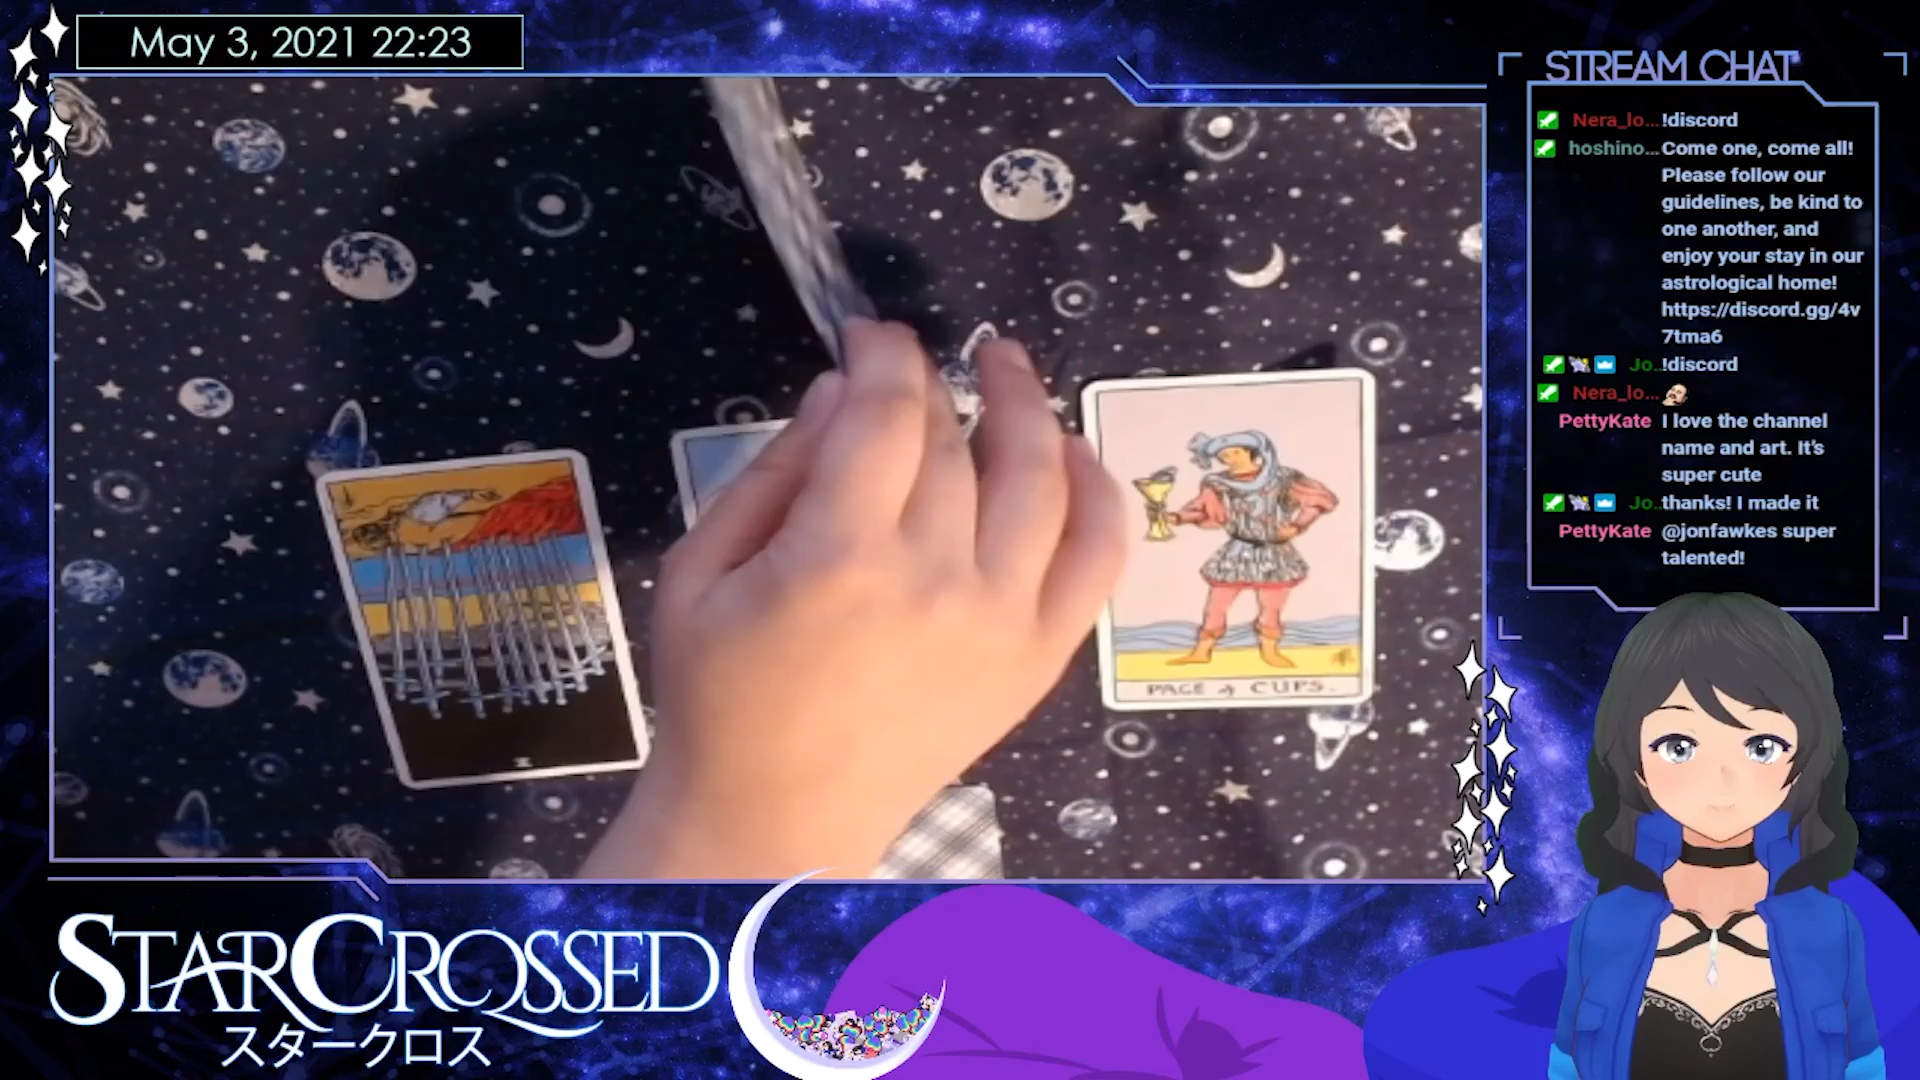 May 3, 2021 22:23
STREAM CHAT
Nera_lo... !discord
hoshino... Come one, come all!
Please follow our
guidelines, be kind to
one another, and
enjoy your stay in our
astrological home!
https://discord.gg/4v
7tma6
Jo... !discord
Nera_lo...
PettyKate I love the channel
name and art. It's
super cute
Jo... thanks! I made it
PettyKate @jonfawkes super
talented!
X
PAGE of CUPS.
STARCROSSED
スタークロス